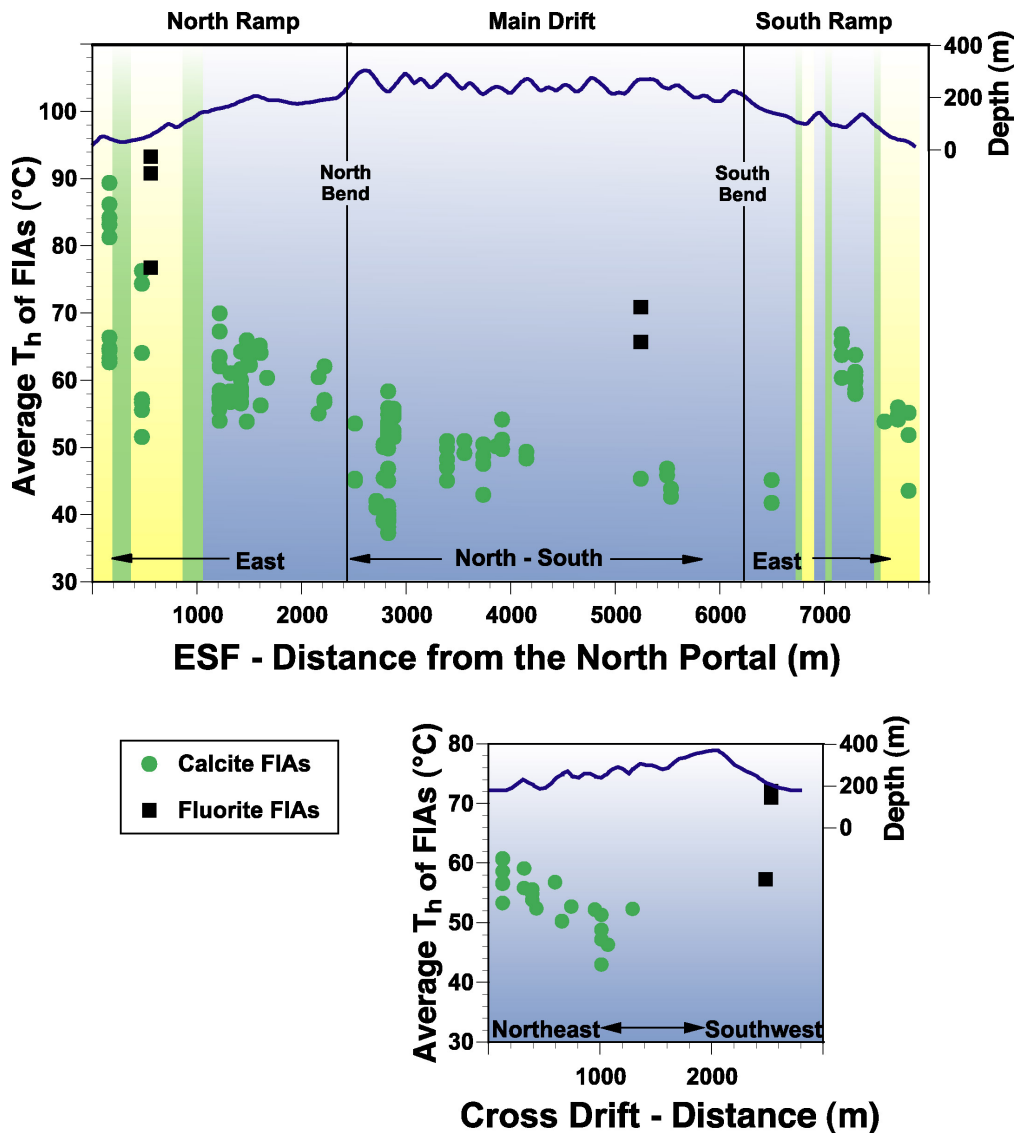 North Ramp Main Drift South Ramp
400
200
0
Depth (m)
100
90
80
70
60
50
40
30
Average Th of FIAs (°C)
North
Bend
South
Bend
East North - South East
1000 2000 3000 4000 5000 6000 7000
ESF - Distance from the North Portal (m)
Calcite FIAs
Fluorite FIAs
80
70
60
50
40
30
Average Th of FIAs (°C)
400
200
0
Depth (m)
Northeast Southwest
1000 2000
Cross Drift - Distance (m)